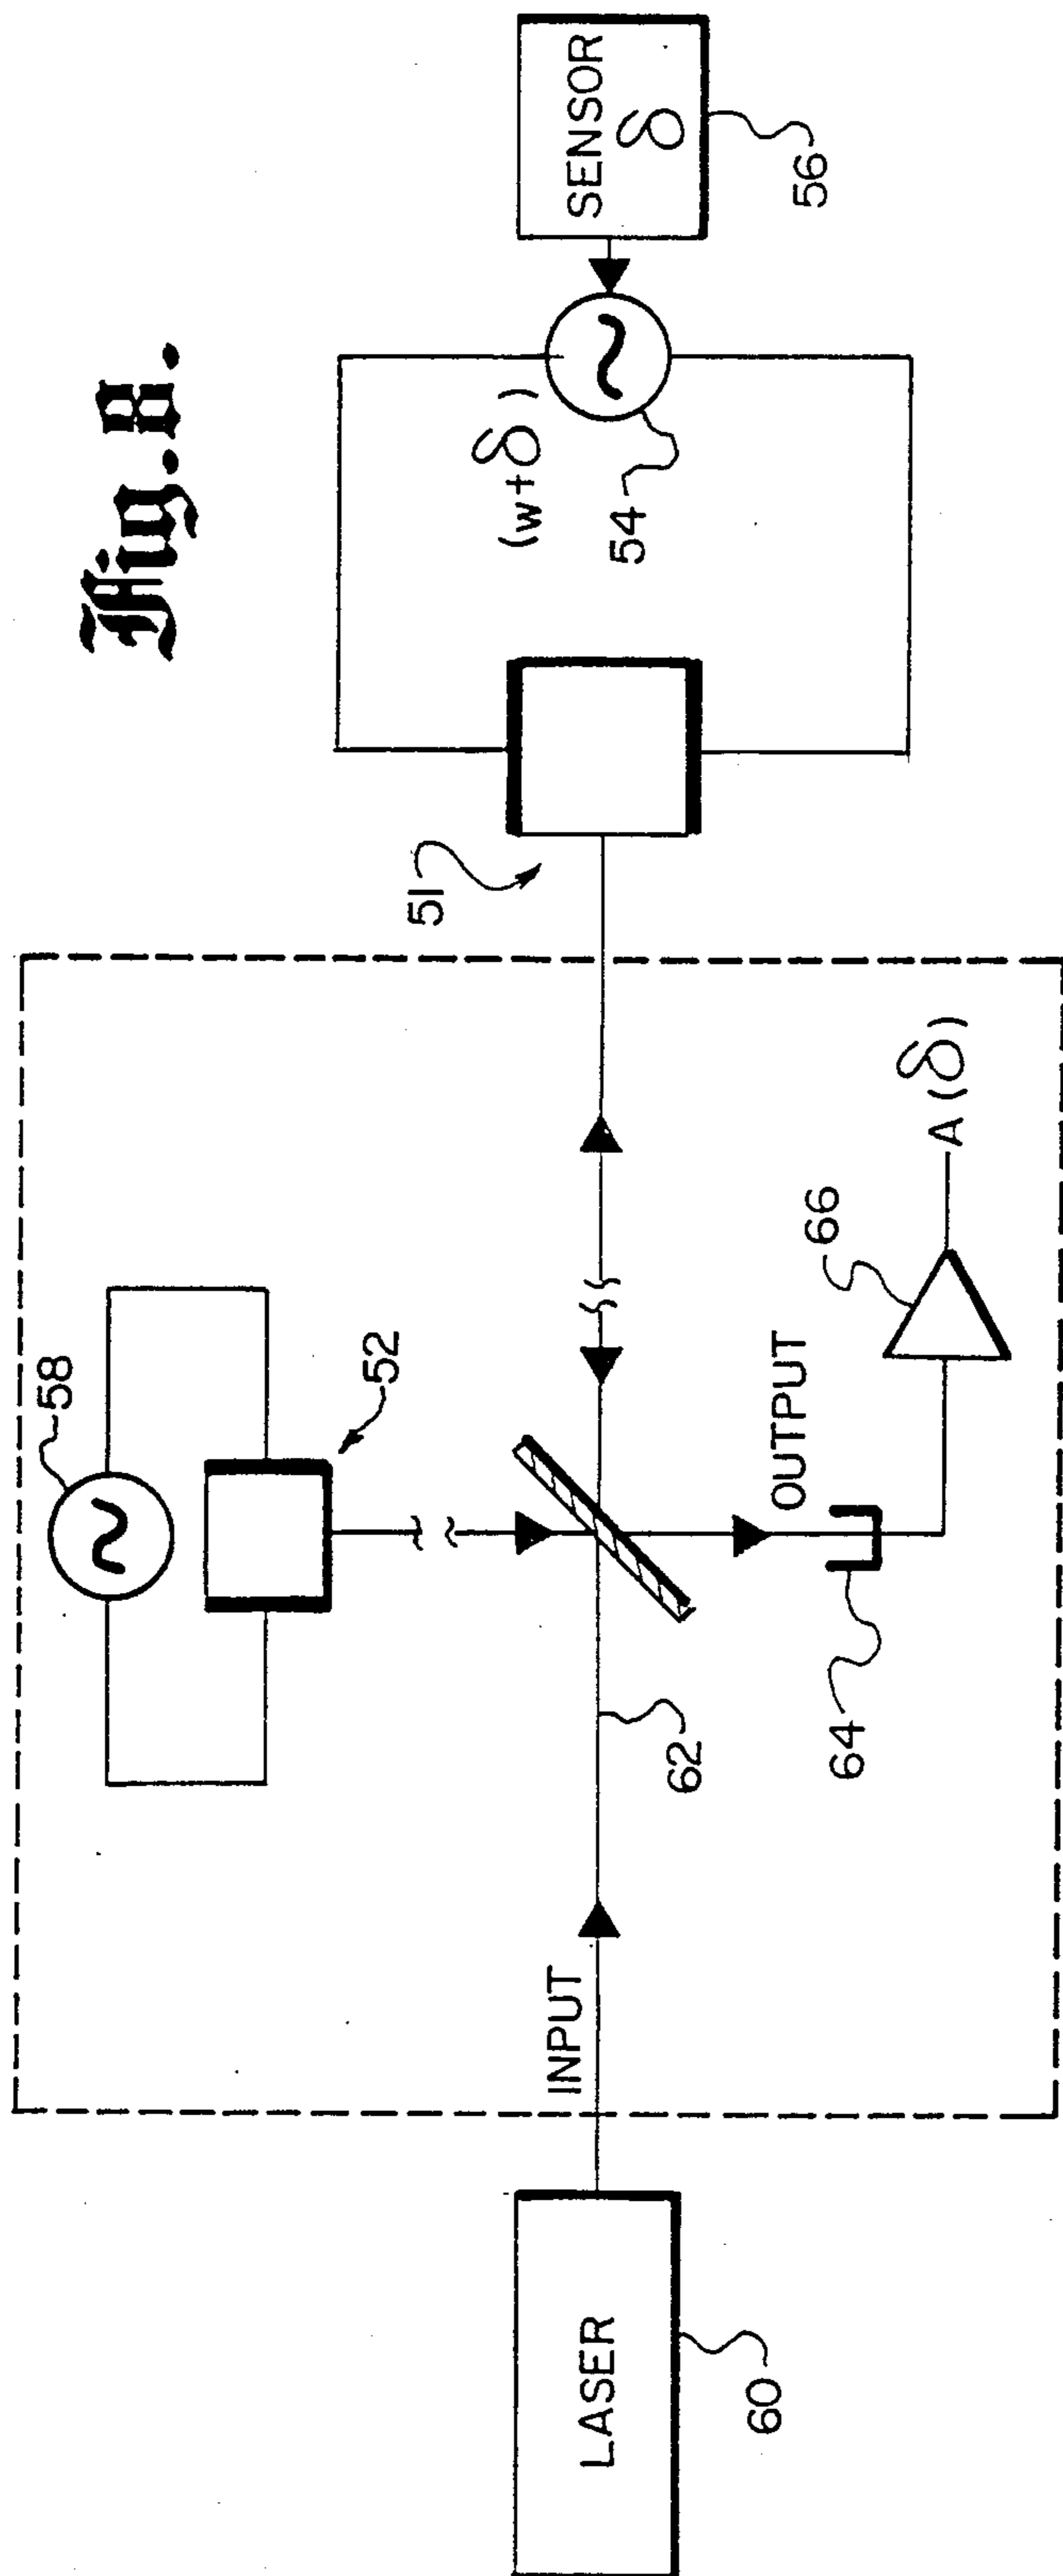 Fig.8.
LASER
60
INPUT
62
58
52
OUTPUT
64
66
A (δ)
51
(w+δ)
54
SENSOR
δ
56